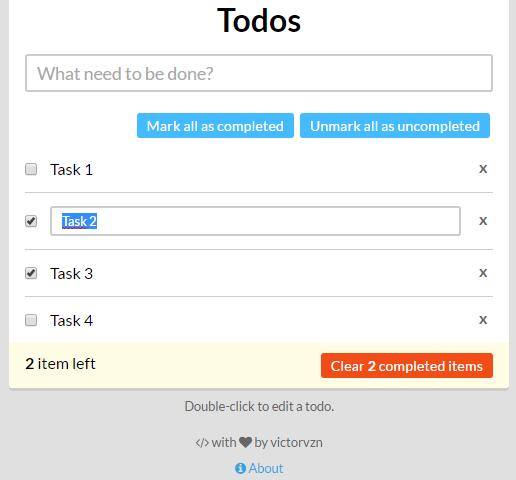 Todos
What need to be done?
Mark all as completed Unmark all as uncompleted
Task 1 x
Task 2 x
Task 3 x
Task 4 x
2 item left Clear 2 completed items
Double-click to edit a todo.
</> with ♥ by victorvzn
About